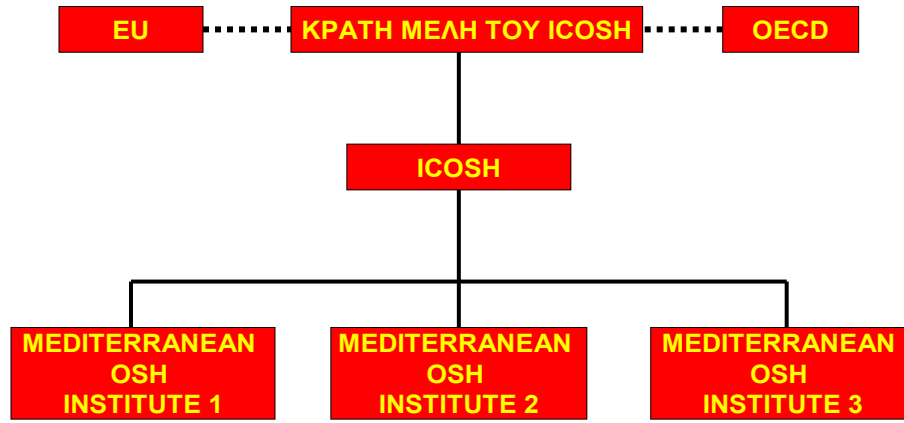 EU
ΚΡΑΤΗ ΜΕΛΗ ΤΟΥ ICOSH
OECD
ICOSH
MEDITERRANEAN
OSH
INSTITUTE 1
MEDITERRANEAN
OSH
INSTITUTE 2
MEDITERRANEAN
OSH
INSTITUTE 3